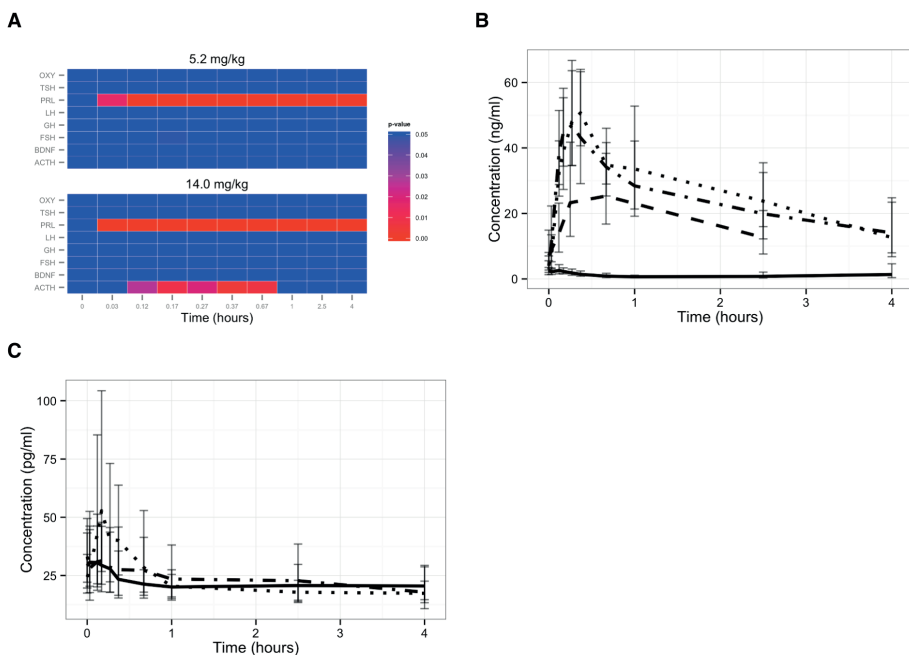 A
5.2 mg/kg
OXY
TSH
PRL
LH
GH
FSH
BDNF
ACTH
14.0 mg/kg
OXY
TSH
PRL
LH
GH
FSH
BDNF
ACTH
0 0.03 0.12 0.17 0.27 0.37 0.67 1 2.5 4
Time (hours)
p-value
0.05
0.04
0.03
0.02
0.01
0.00
B
Concentration (ng/ml)
60
40
20
0
0 1 2 3 4
Time (hours)
C
Concentration (pg/ml)
100
75
50
25
0 1 2 3 4
Time (hours)